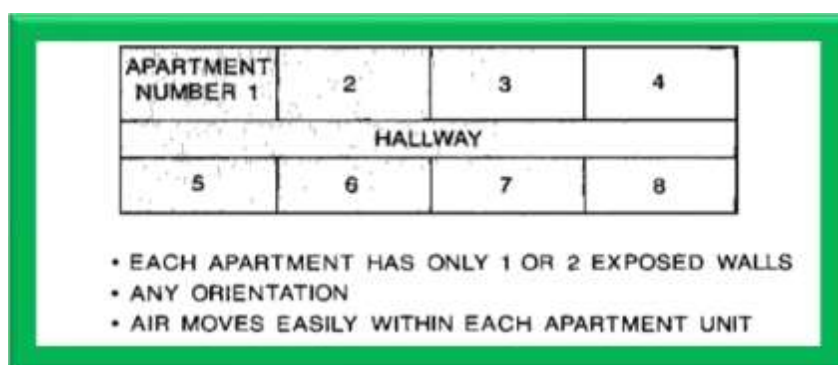 APARTMENT
NUMBER 1
2
3
4
HALLWAY
5
6
7
8
• EACH APARTMENT HAS ONLY 1 OR 2 EXPOSED WALLS
• ANY ORIENTATION
• AIR MOVES EASILY WITHIN EACH APARTMENT UNIT